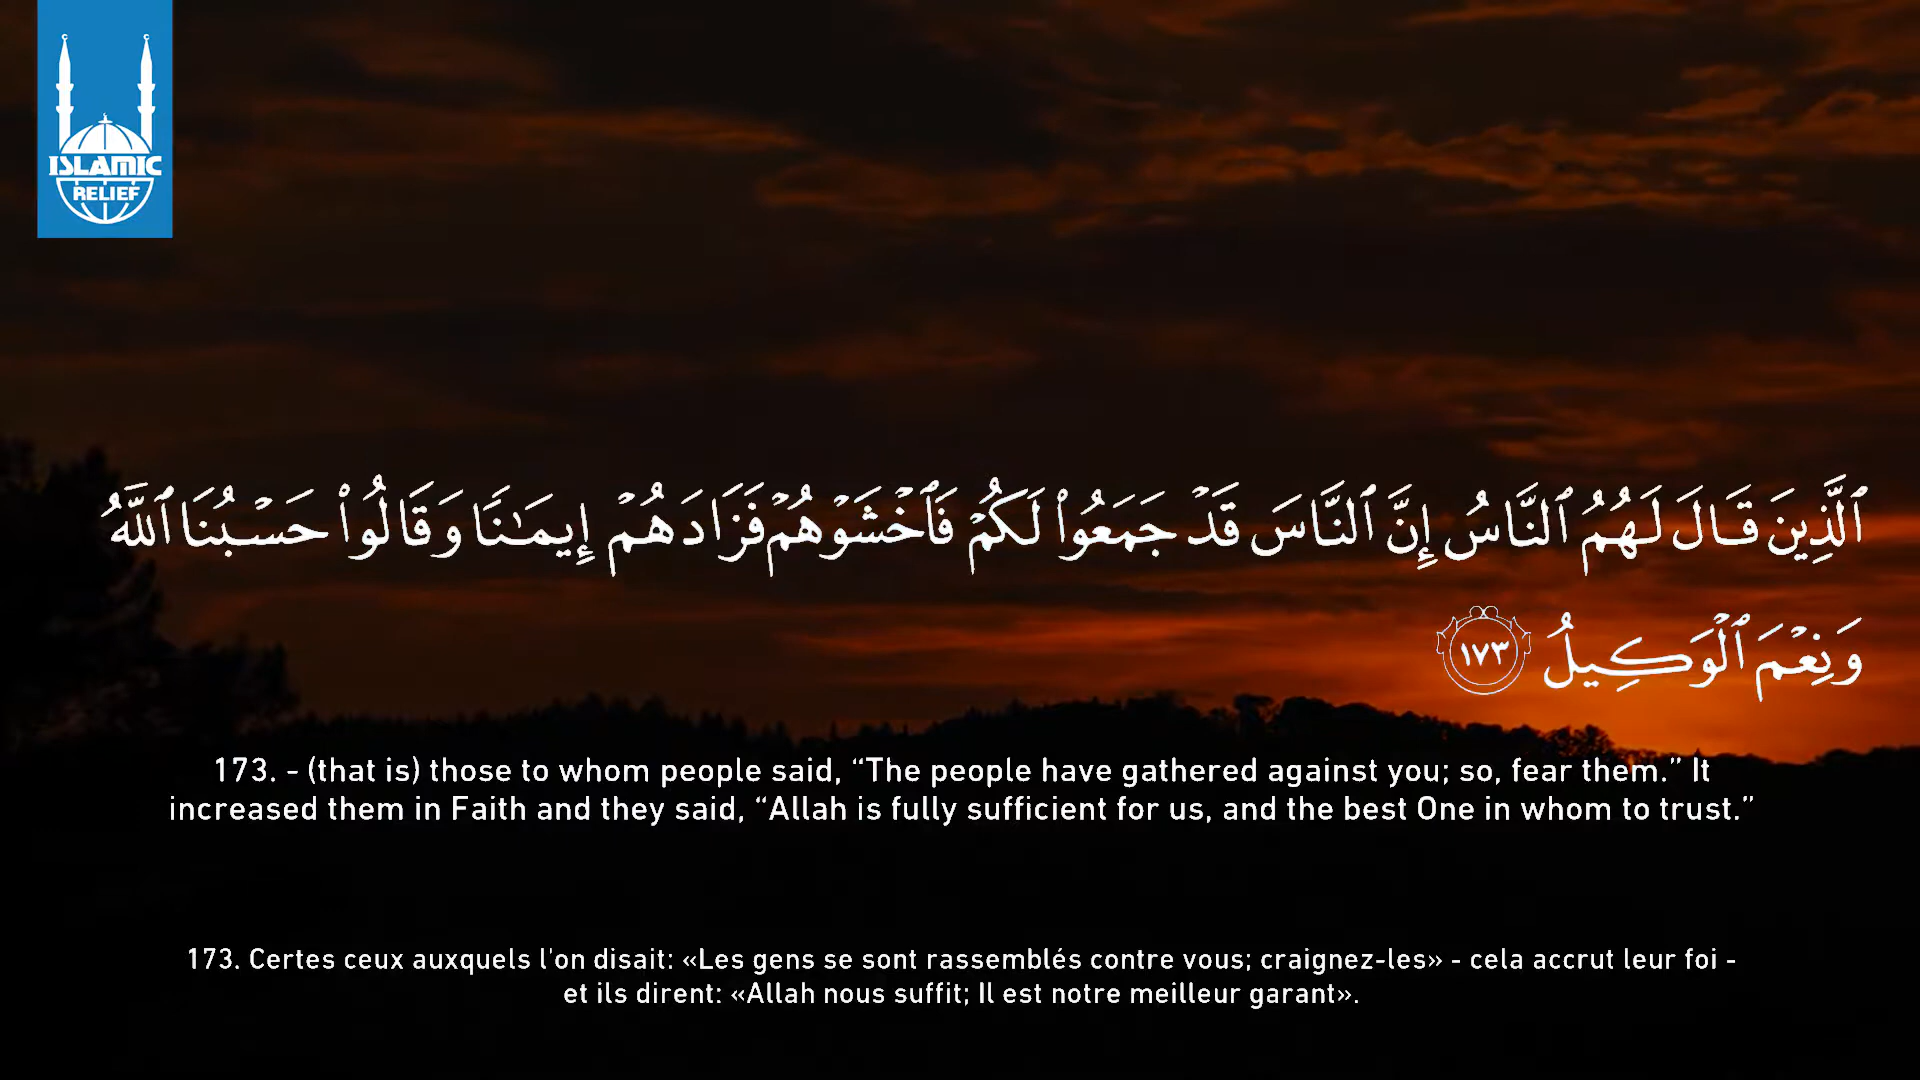 ISLAMIC
RELIEF
ٱلَّذِينَ قَالَ لَهُمُ ٱلنَّاسُ إِنَّ ٱلنَّاسَ قَدْ جَمَعُوا۟ لَكُمْ فَٱخْشَوْهُمْ فَزَادَهُمْ إِيمَـٰنًا وَقَالُوا۟ حَسْبُنَا ٱللَّهُ
وَنِعْمَ ٱلْوَكِيلُ ١٧٣
173. - (that is) those to whom people said, “The people have gathered against you; so, fear them.” It
increased them in Faith and they said, “Allah is fully sufficient for us, and the best One in whom to trust.”
173. Certes ceux auxquels l'on disait: «Les gens se sont rassemblés contre vous; craignez-les» - cela accrut leur foi -
et ils dirent: «Allah nous suffit; Il est notre meilleur garant».